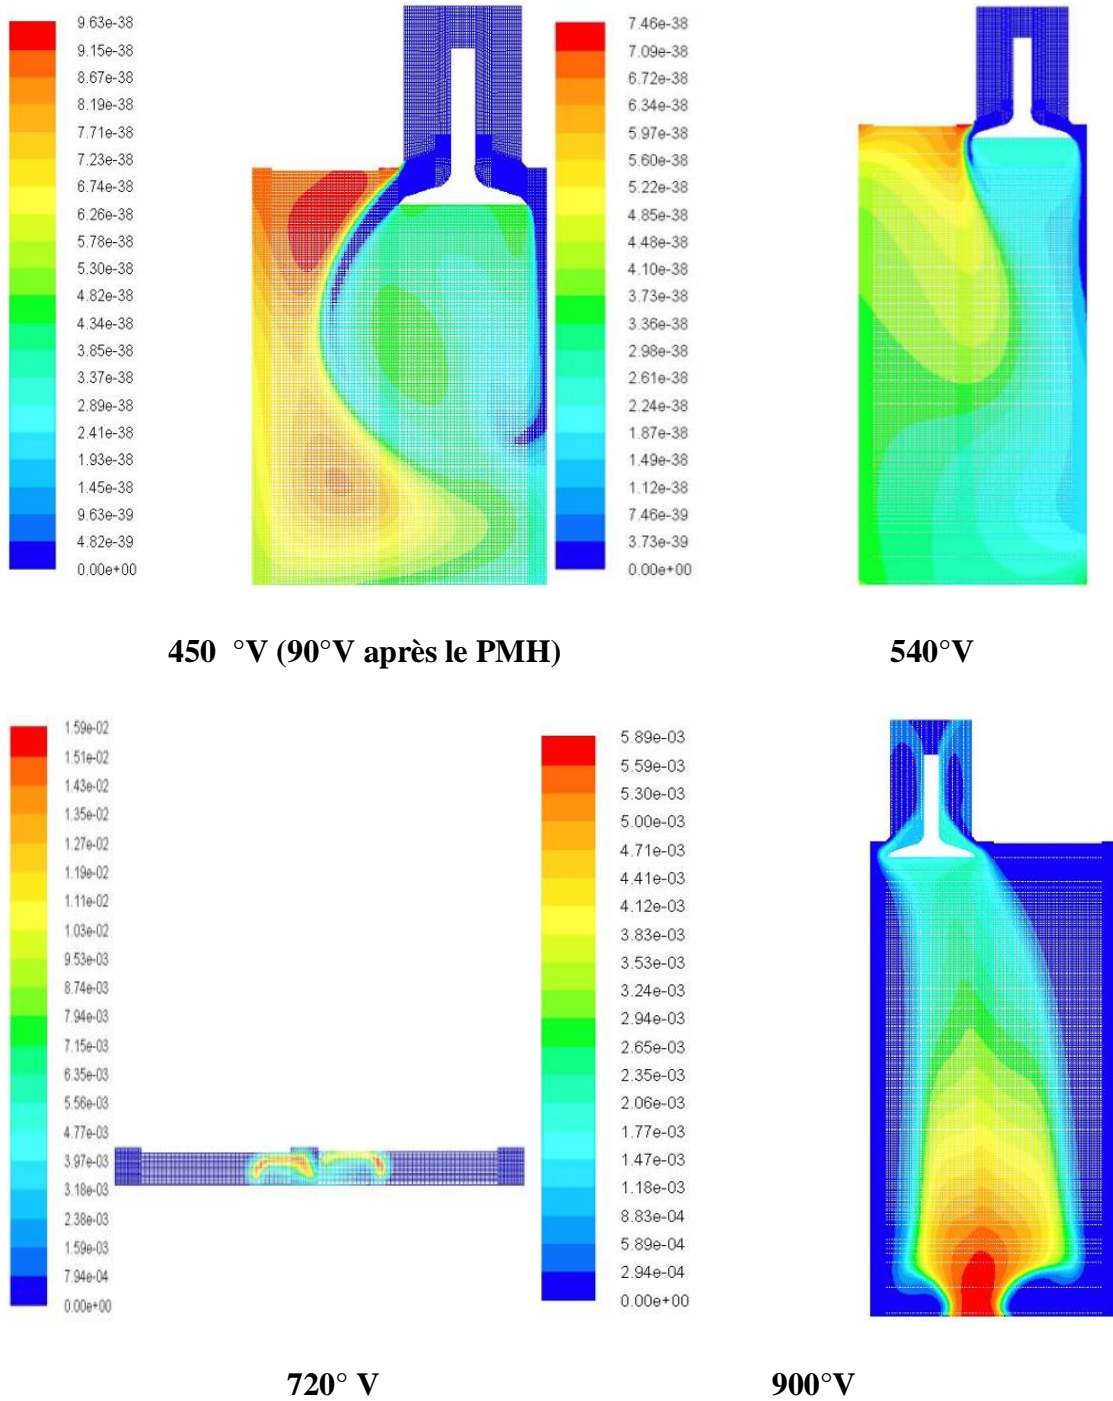 9.63e-38
9.15e-38
8.67e-38
8.19e-38
7.71e-38
7.23e-38
6.74e-38
6.26e-38
5.78e-38
5.30e-38
4.82e-38
4.34e-38
3.85e-38
3.37e-38
2.89e-38
2.41e-38
1.93e-38
1.45e-38
9.63e-39
4.82e-39
0.00e+00
7.46e-38
7.09e-38
6.72e-38
6.34e-38
5.97e-38
5.60e-38
5.22e-38
4.85e-38
4.48e-38
4.10e-38
3.73e-38
3.36e-38
2.98e-38
2.61e-38
2.24e-38
1.87e-38
1.49e-38
1.12e-38
7.46e-39
3.73e-39
0.00e+00
450 °V (90°V après le PMH)
540°V
1.59e-02
1.51e-02
1.43e-02
1.35e-02
1.27e-02
1.19e-02
1.11e-02
1.03e-02
9.53e-03
8.74e-03
7.94e-03
7.15e-03
6.35e-03
5.56e-03
4.77e-03
3.97e-03
3.18e-03
2.38e-03
1.59e-03
7.94e-04
0.00e+00
5.89e-03
5.59e-03
5.30e-03
5.00e-03
4.71e-03
4.41e-03
4.12e-03
3.83e-03
3.53e-03
3.24e-03
2.94e-03
2.65e-03
2.35e-03
2.06e-03
1.77e-03
1.47e-03
1.18e-03
8.83e-04
5.89e-04
2.94e-04
0.00e+00
720° V
900°V